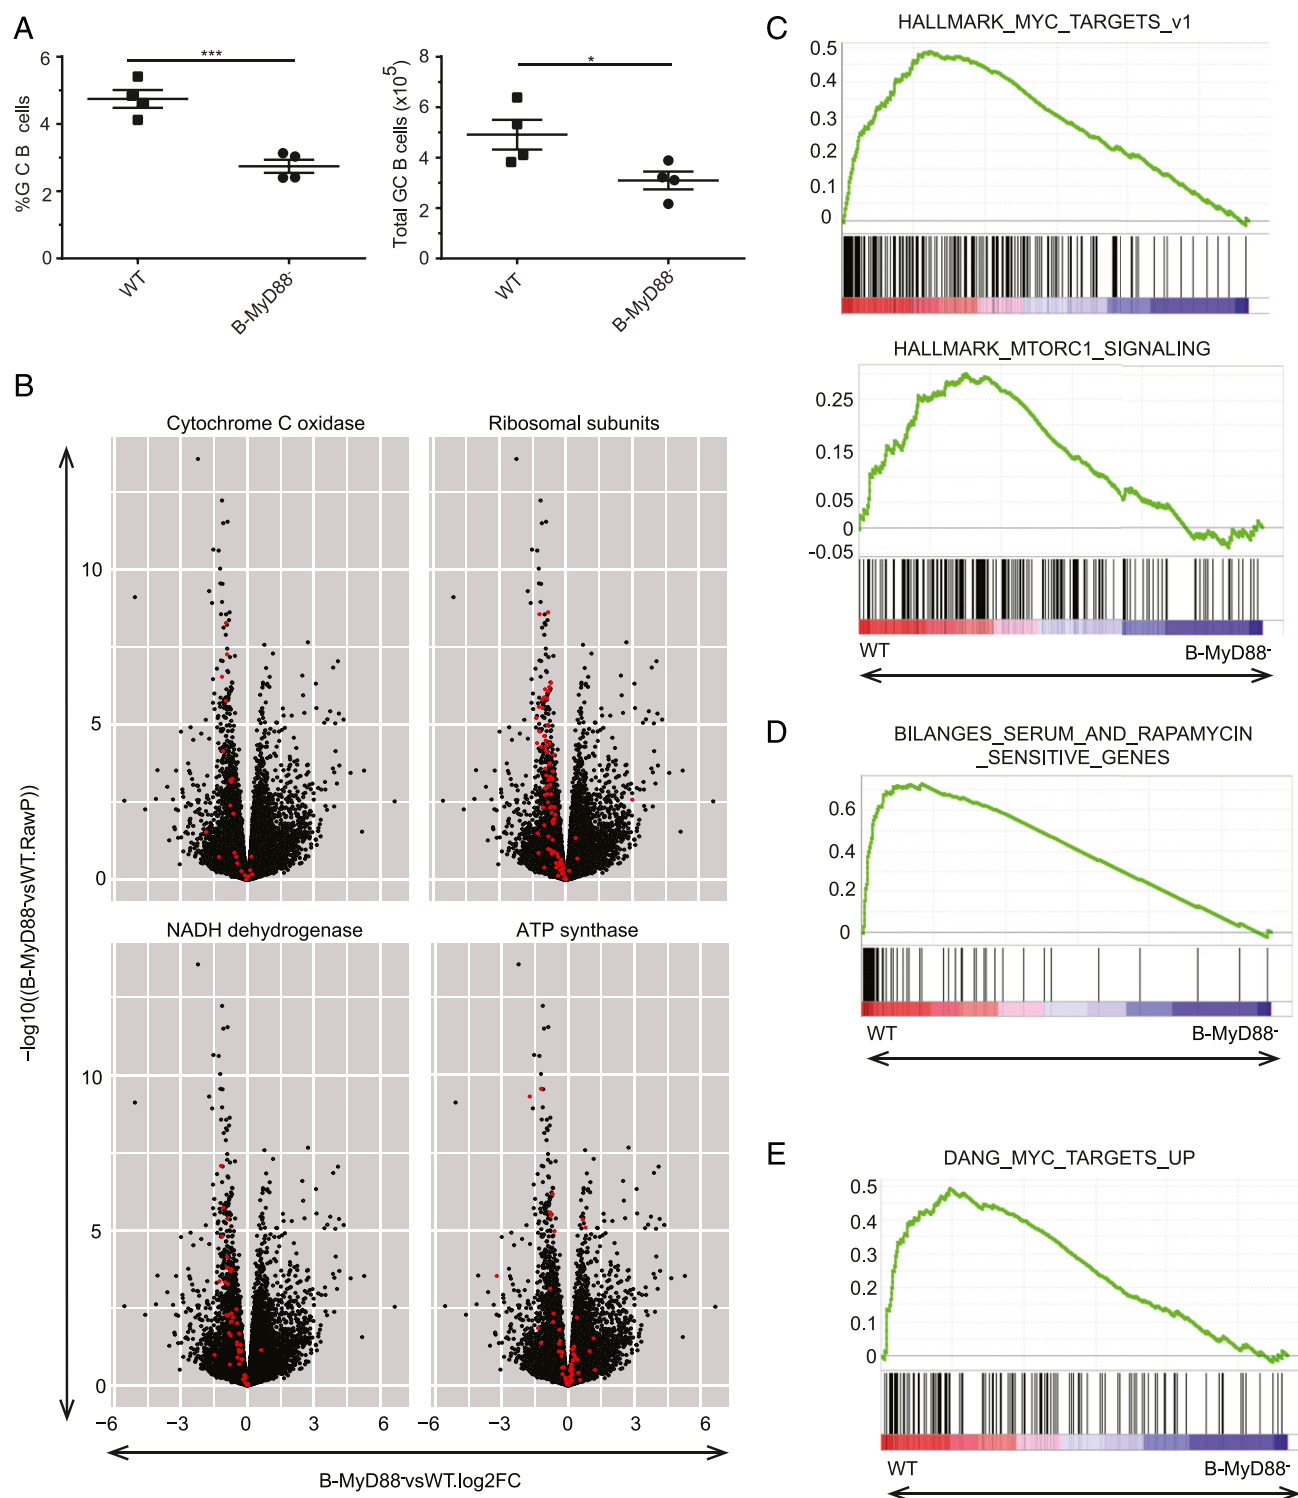 A
6
4
2
0
%G C B cells
***
WT
B-MyD88-
8
6
4
2
0
Total GC B cells (x10^5)
*
WT
B-MyD88-
B
Cytochrome C oxidase
Ribosomal subunits
10
5
0
NADH dehydrogenase
ATP synthase
10
5
0
−6 −3 0 3 −6 −3 0 3 6
−log10((B-MyD88-vsWT.RawP))
B-MyD88-vsWT.log2FC
C
HALLMARK_MYC_TARGETS_v1
0.5
0.4
0.3
0.2
0.1
0
HALLMARK_MTORC1_SIGNALING
0.25
0.15
0.05
0
-0.05
WT
B-MyD88-
D
BILANGES_SERUM_AND_RAPAMYCIN
_SENSITIVE_GENES
0.6
0.4
0.2
0
WT
B-MyD88-
E
DANG_MYC_TARGETS_UP
0.5
0.4
0.3
0.2
0.1
0
WT
B-MyD88-